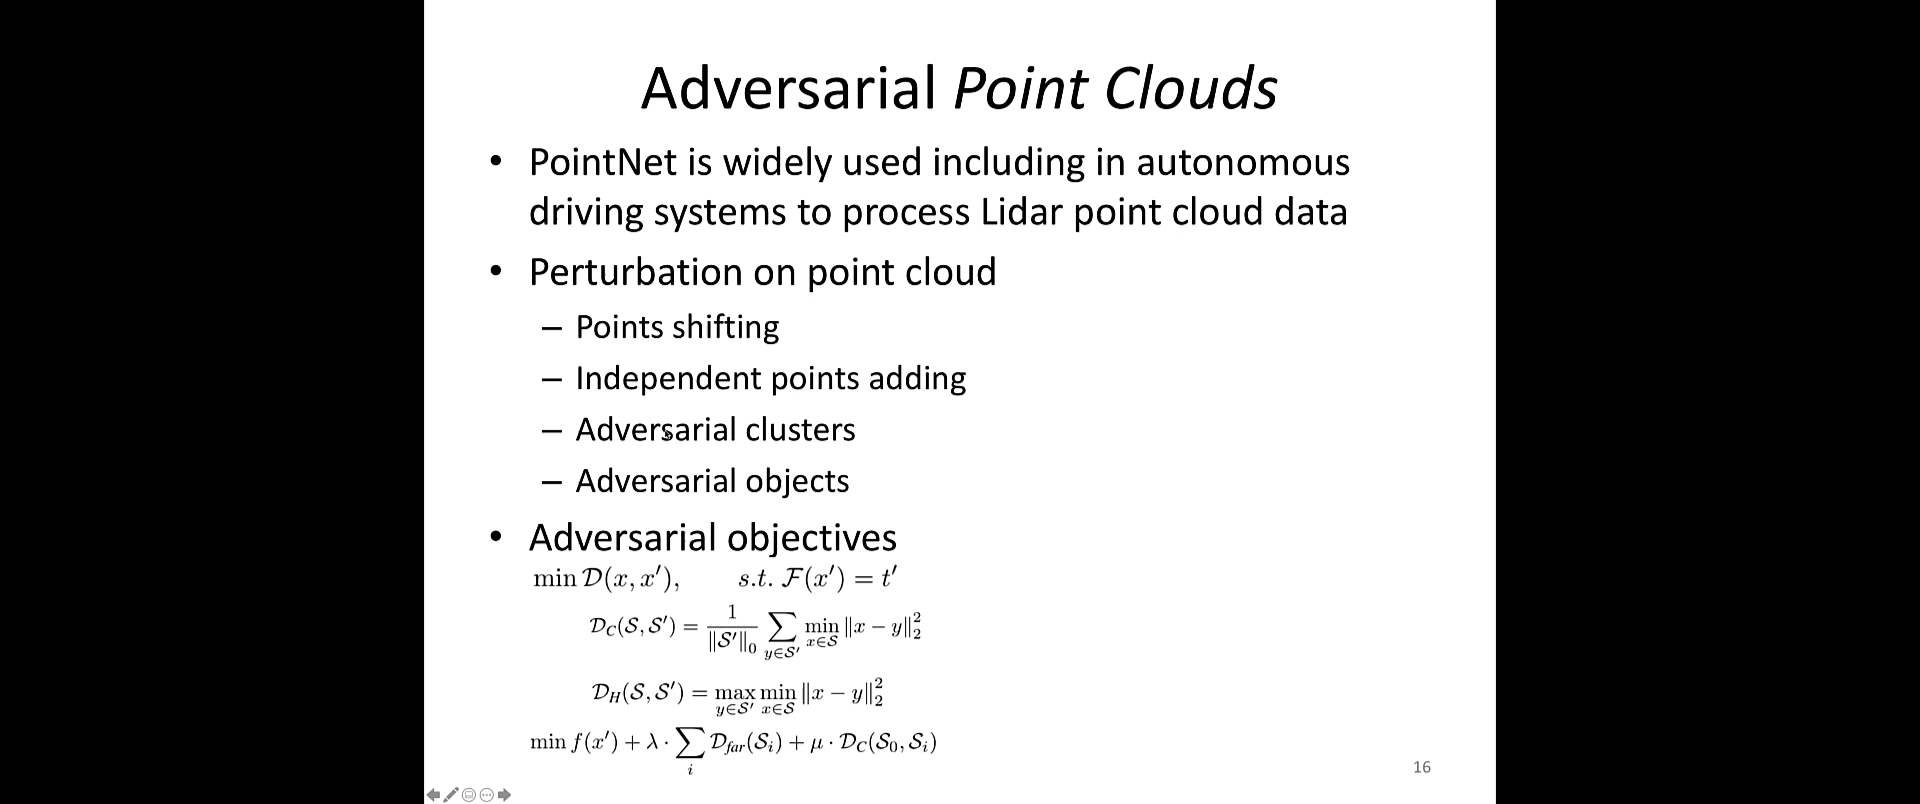 Adversarial Point Clouds
• PointNet is widely used including in autonomous
driving systems to process Lidar point cloud data
• Perturbation on point cloud
– Points shifting
– Independent points adding
– Adversarial clusters
– Adversarial objects
• Adversarial objectives
min 𝒟(x, x′), s.t. ℱ(x′) = t′
𝒟_C(𝒮, 𝒮′) = 1/‖𝒮′‖₀ ∑_{y∈𝒮′} min_{x∈𝒮} ‖x − y‖₂²
𝒟_H(𝒮, 𝒮′) = max_{y∈𝒮′} min_{x∈𝒮} ‖x − y‖₂²
min f(x′) + λ · ∑_i 𝒟_far(𝒮_i) + μ · 𝒟_C(𝒮_0, 𝒮_i)
16